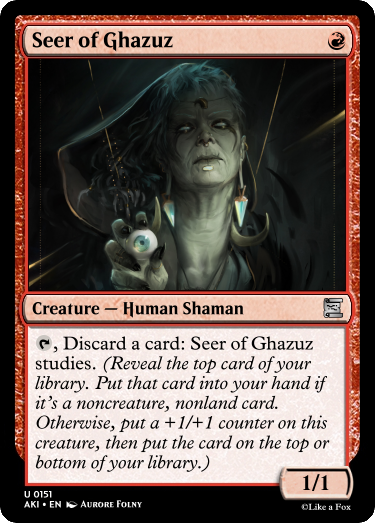 Seer of Ghazuz
Creature — Human Shaman
, Discard a card: Seer of Ghazuz
studies. (Reveal the top card of your
library. Put that card into your hand if
it's a noncreature, nonland card.
Otherwise, put a +1/+1 counter on this
creature, then put the card on the top or
bottom of your library.)
1/1
U 0151
AKI • EN Aurore Folny
©Like a Fox